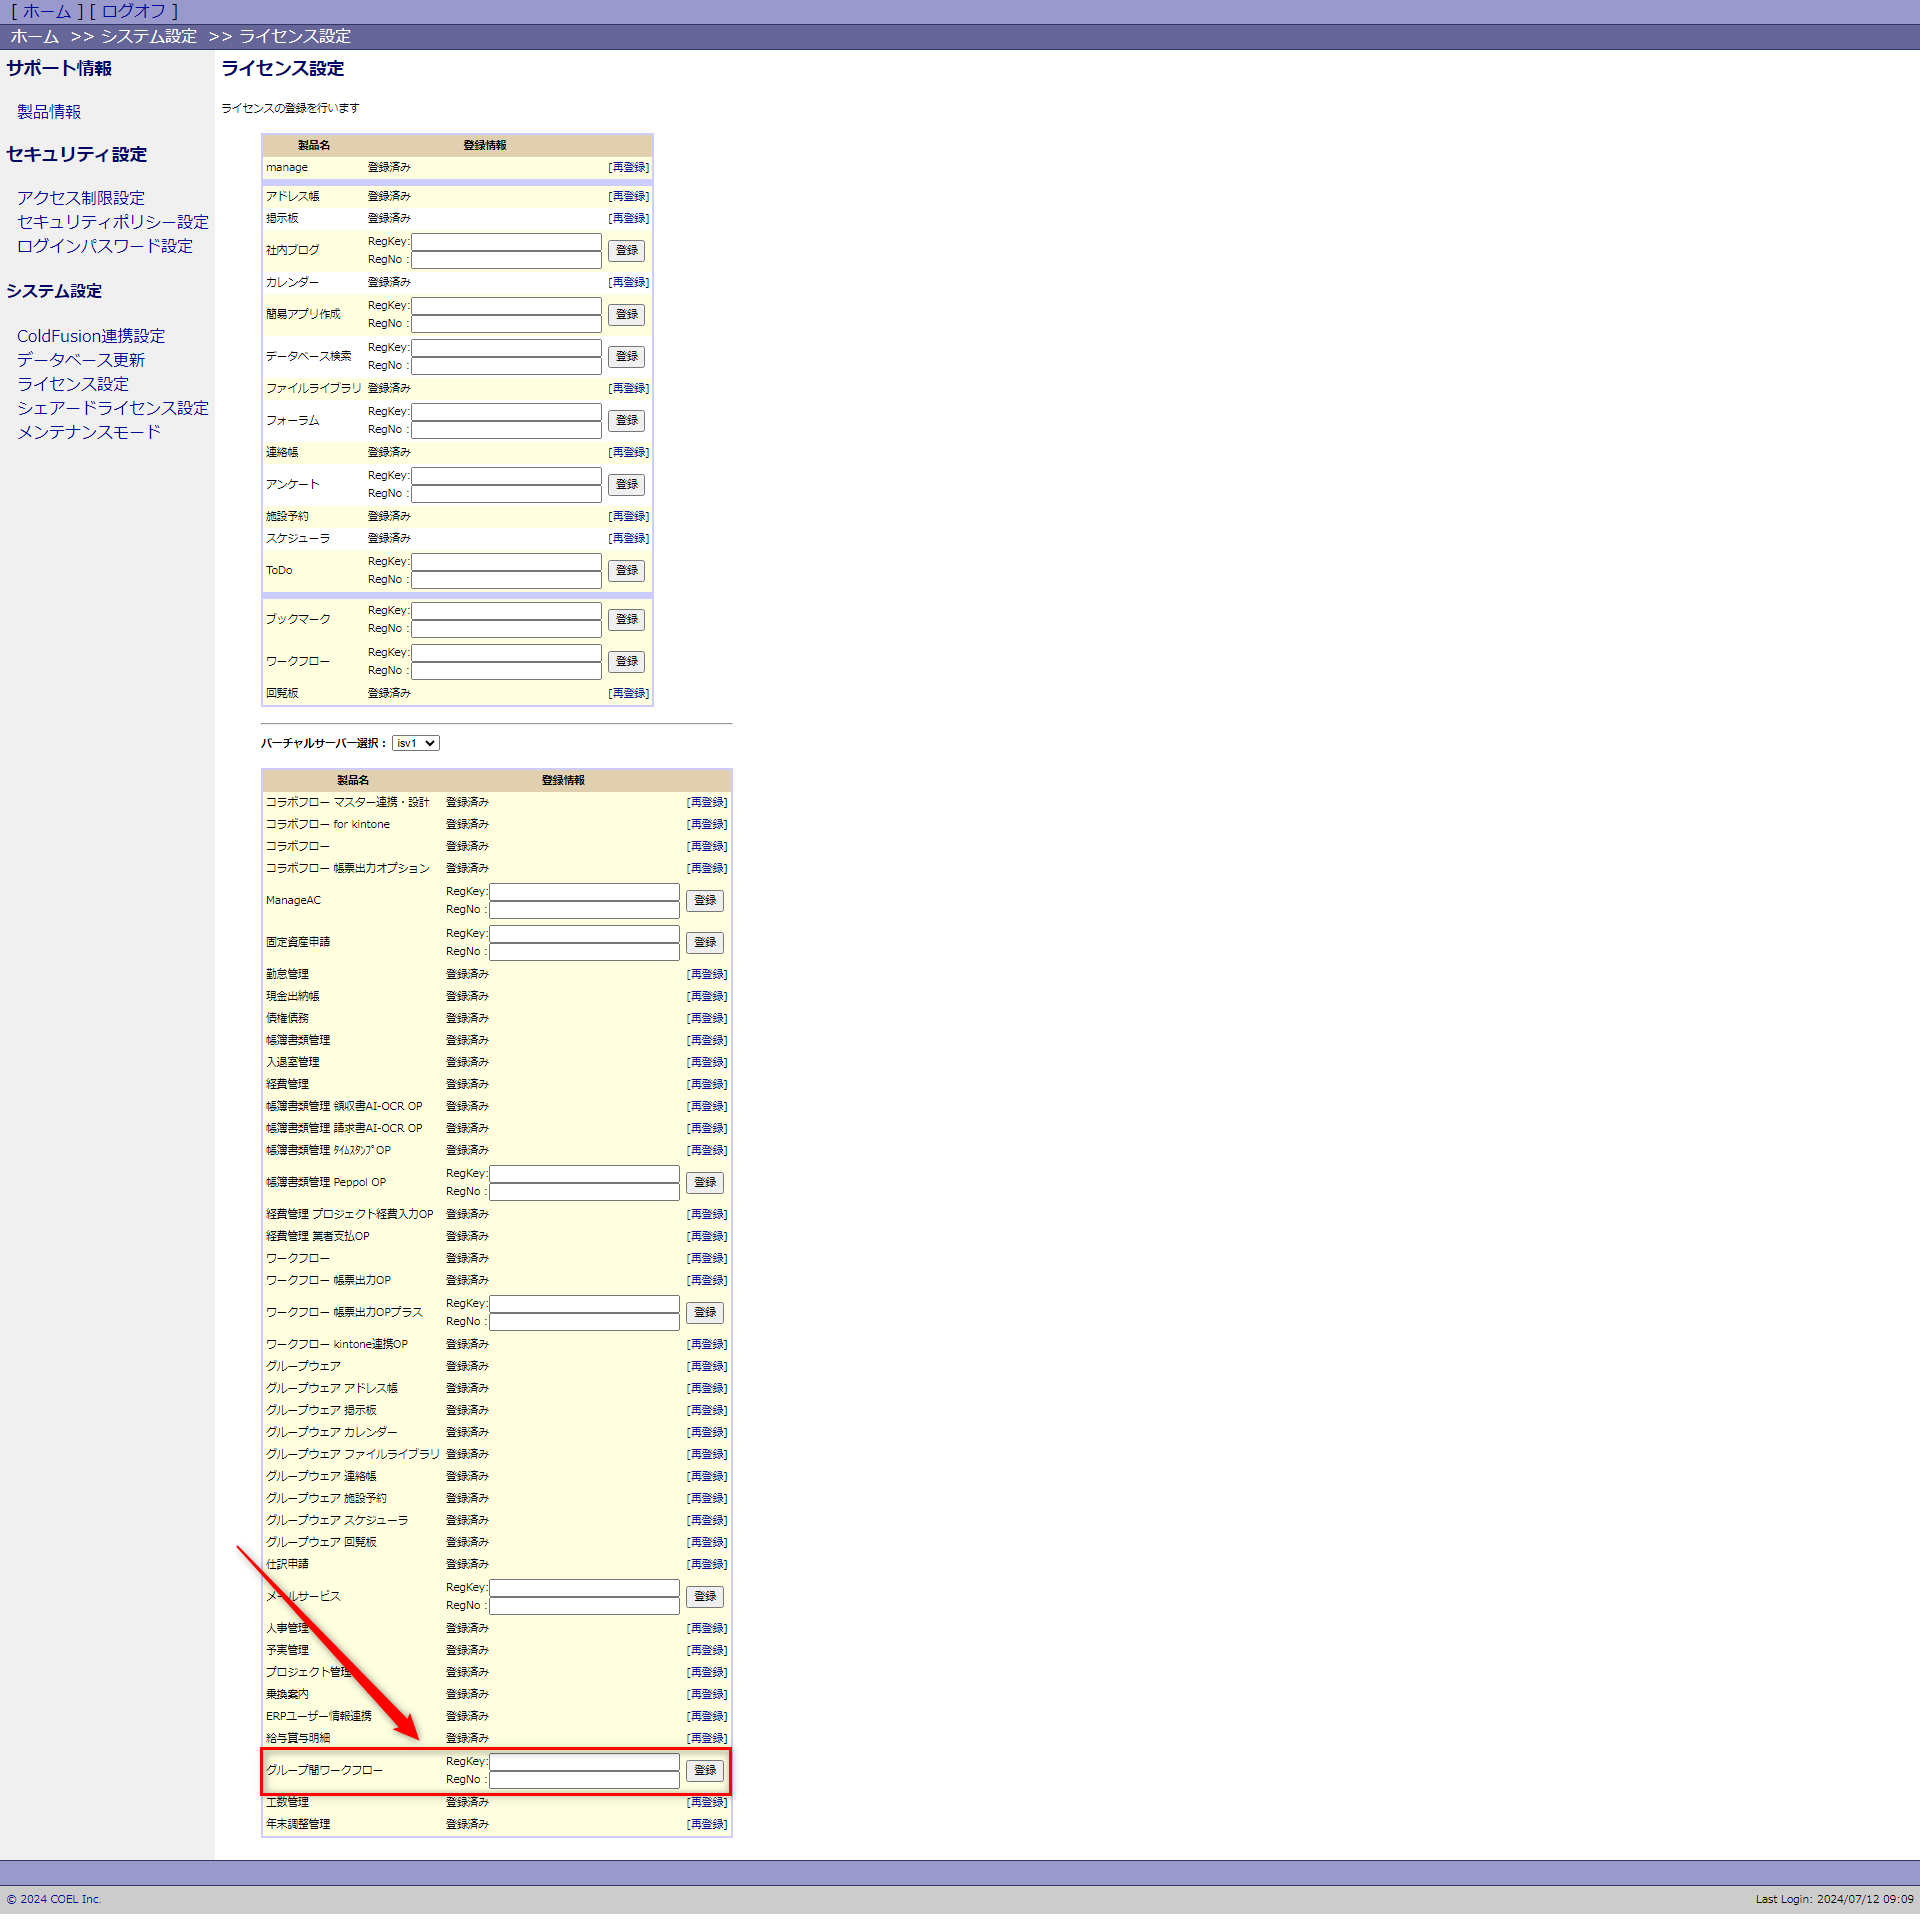 [ ホーム ] [ ログオフ ]
ホーム >> システム設定 >> ライセンス設定
サポート情報
製品情報
セキュリティ設定
アクセス制限設定
セキュリティポリシー設定
ログインパスワード設定
システム設定
ColdFusion連携設定
データベース更新
ライセンス設定
シェアードライセンス設定
メンテナンスモード
ライセンス設定
ライセンスの登録を行います
製品名 登録情報
manage 登録済み [再登録]
アドレス帳 登録済み [再登録]
掲示板 登録済み [再登録]
社内ブログ RegKey: RegNo : 登録
カレンダー 登録済み [再登録]
簡易アプリ作成 RegKey: RegNo : 登録
データベース検索 RegKey: RegNo : 登録
ファイルライブラリ 登録済み [再登録]
フォーラム RegKey: RegNo : 登録
連絡帳 登録済み [再登録]
アンケート RegKey: RegNo : 登録
施設予約 登録済み [再登録]
スケジューラ 登録済み [再登録]
ToDo RegKey: RegNo : 登録
ブックマーク RegKey: RegNo : 登録
ワークフロー RegKey: RegNo : 登録
回覧板 登録済み [再登録]
バーチャルサーバー選択： isv1
製品名 登録情報
コラボフロー マスター連携・設計 登録済み [再登録]
コラボフロー for kintone 登録済み [再登録]
コラボフロー 登録済み [再登録]
コラボフロー 帳票出力オプション 登録済み [再登録]
ManageAC RegKey: RegNo : 登録
固定資産申請 RegKey: RegNo : 登録
勤怠管理 登録済み [再登録]
現金出納帳 登録済み [再登録]
債権債務 登録済み [再登録]
帳簿書類管理 登録済み [再登録]
入退室管理 登録済み [再登録]
経費管理 登録済み [再登録]
帳簿書類管理 領収書AI-OCR OP 登録済み [再登録]
帳簿書類管理 請求書AI-OCR OP 登録済み [再登録]
帳簿書類管理 ﾀｲﾑｽﾀﾝﾌﾟOP 登録済み [再登録]
帳簿書類管理 Peppol OP RegKey: RegNo : 登録
経費管理 プロジェクト経費入力OP 登録済み [再登録]
経費管理 業者支払OP 登録済み [再登録]
ワークフロー 登録済み [再登録]
ワークフロー 帳票出力OP 登録済み [再登録]
ワークフロー 帳票出力OPプラス RegKey: RegNo : 登録
ワークフロー kintone連携OP 登録済み [再登録]
グループウェア 登録済み [再登録]
グループウェア アドレス帳 登録済み [再登録]
グループウェア 掲示板 登録済み [再登録]
グループウェア カレンダー 登録済み [再登録]
グループウェア ファイルライブラリ 登録済み [再登録]
グループウェア 連絡帳 登録済み [再登録]
グループウェア 施設予約 登録済み [再登録]
グループウェア スケジューラ 登録済み [再登録]
グループウェア 回覧板 登録済み [再登録]
仕訳申請 登録済み [再登録]
メールサービス RegKey: RegNo : 登録
人事管理 登録済み [再登録]
予実管理 登録済み [再登録]
プロジェクト管理 登録済み [再登録]
乗換案内 登録済み [再登録]
ERPユーザー情報連携 登録済み [再登録]
給与賞与明細 登録済み [再登録]
グループ間ワークフロー RegKey: RegNo : 登録
工数管理 登録済み [再登録]
年末調整管理 登録済み [再登録]
© 2024 COEL Inc.
Last Login: 2024/07/12 09:09